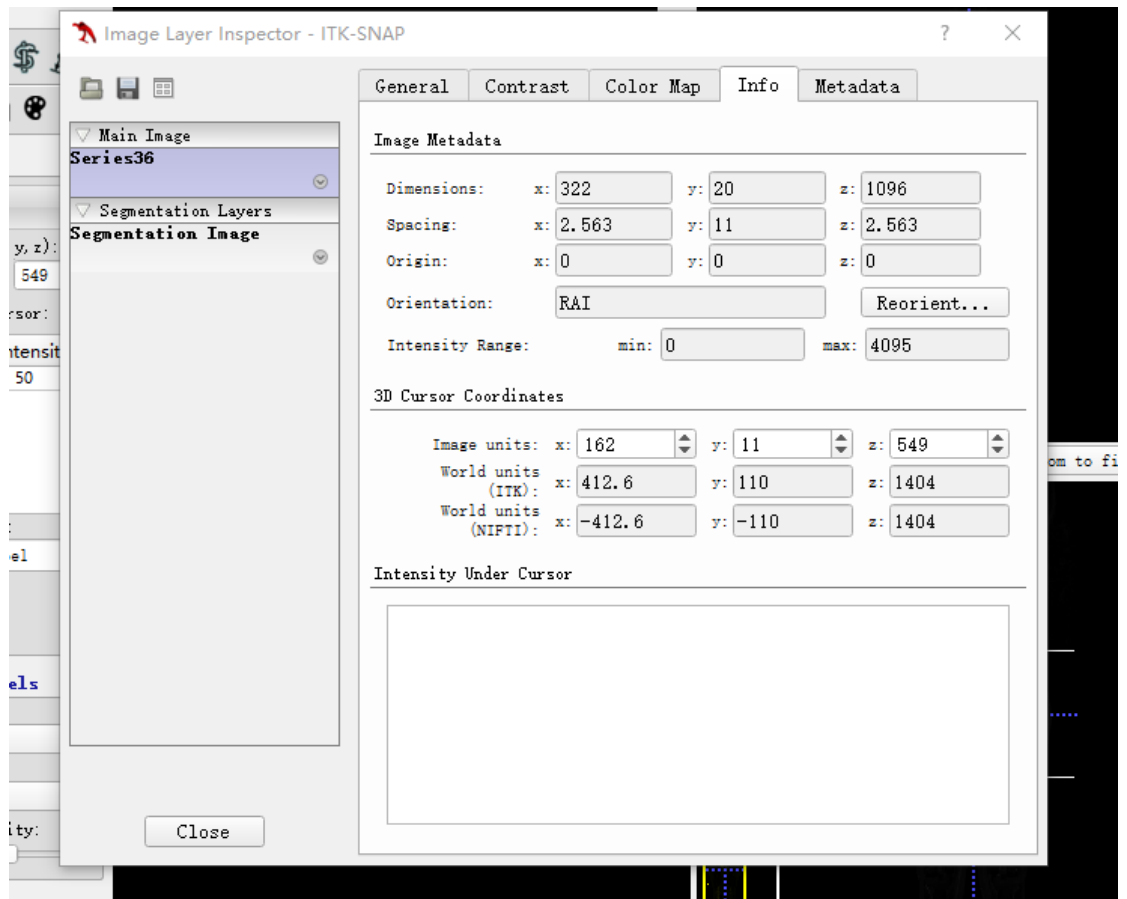 Image Layer Inspector - ITK-SNAP ? ×
General Contrast Color Map Info Metadata
Main Image
Series36
Segmentation Layers
Segmentation Image
Image Metadata
Dimensions: x: 322 y: 20 z: 1096
Spacing: x: 2.563 y: 11 z: 2.563
Origin: x: 0 y: 0 z: 0
Orientation: RAI Reorient...
Intensity Range: min: 0 max: 4095
3D Cursor Coordinates
Image units: x: 162 y: 11 z: 549
World units (ITK): x: 412.6 y: 110 z: 1404
World units (NIFTI): x: -412.6 y: -110 z: 1404
Intensity Under Cursor
Close
y, z):
549
rsor:
ntensit
50
el
els
ity:
om to fi